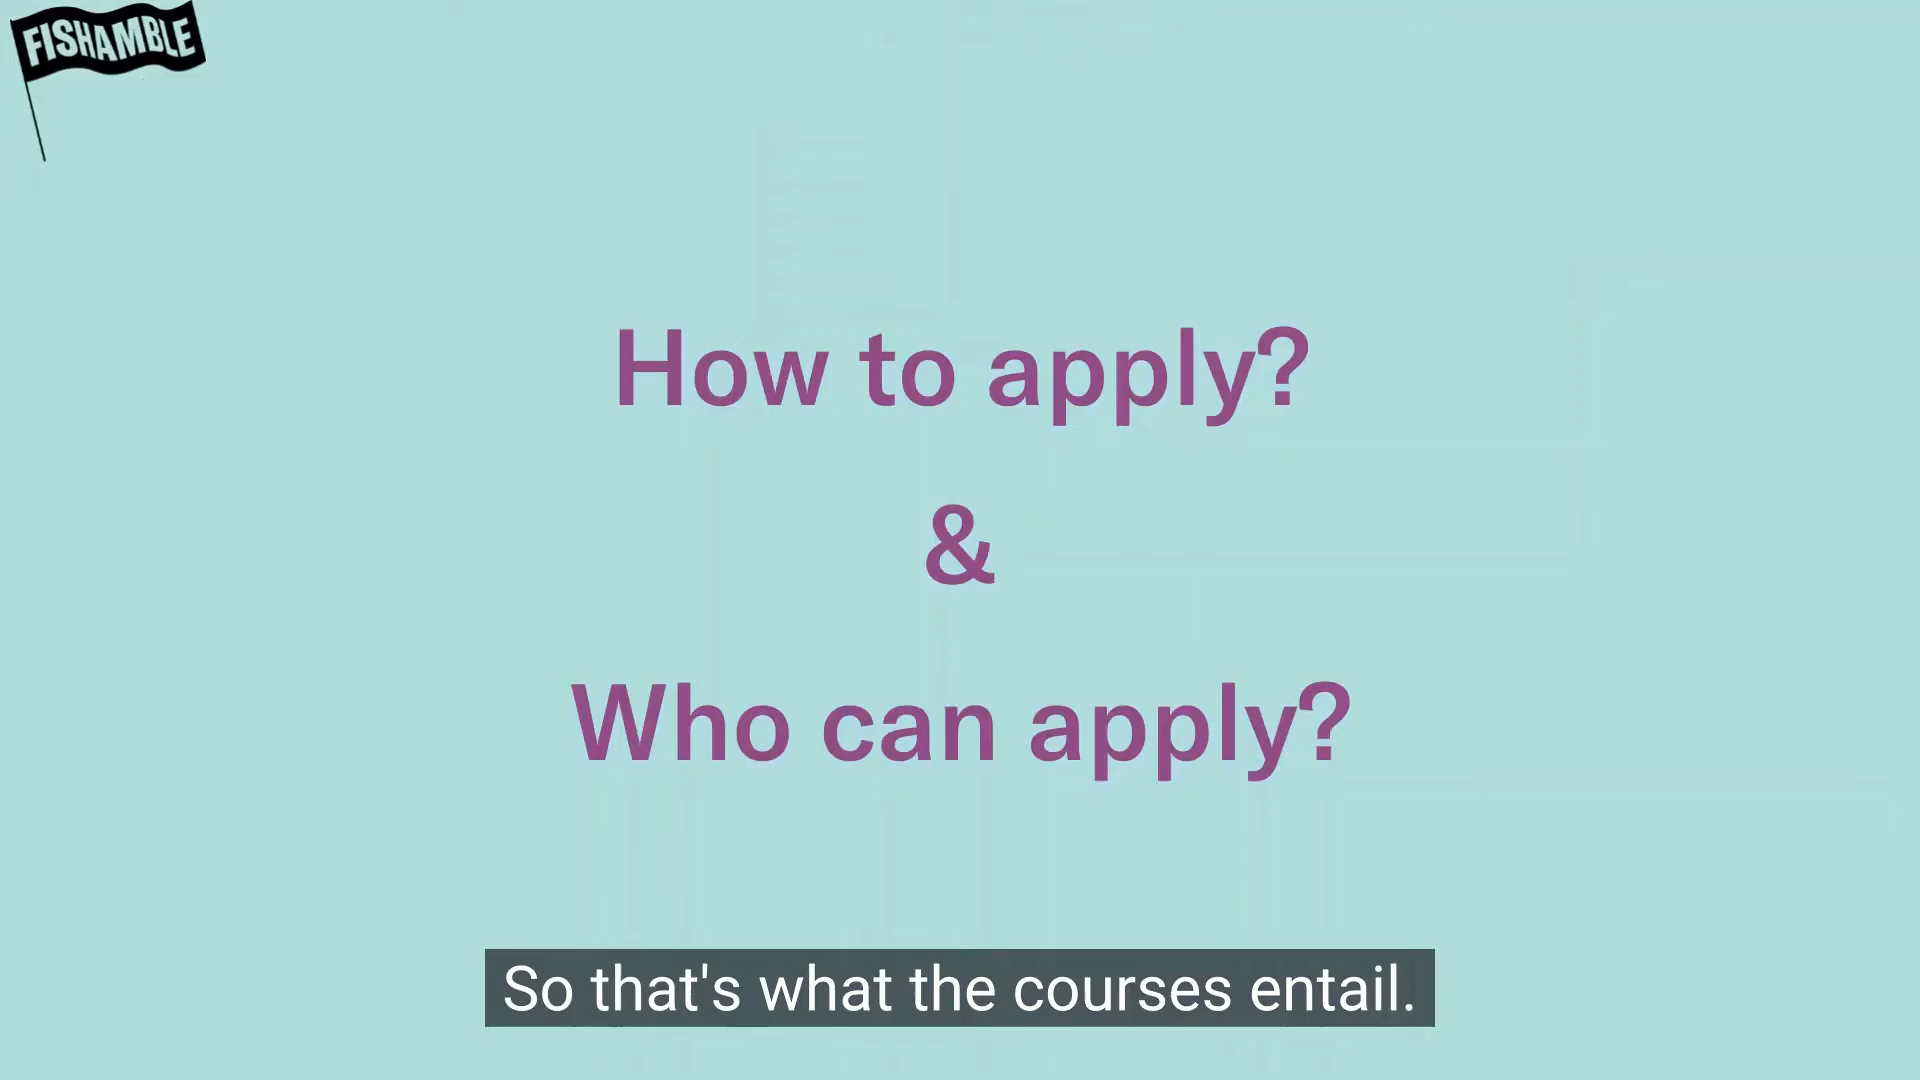 FISHAMBLE
How to apply?
&
Who can apply?
So that's what the courses entail.